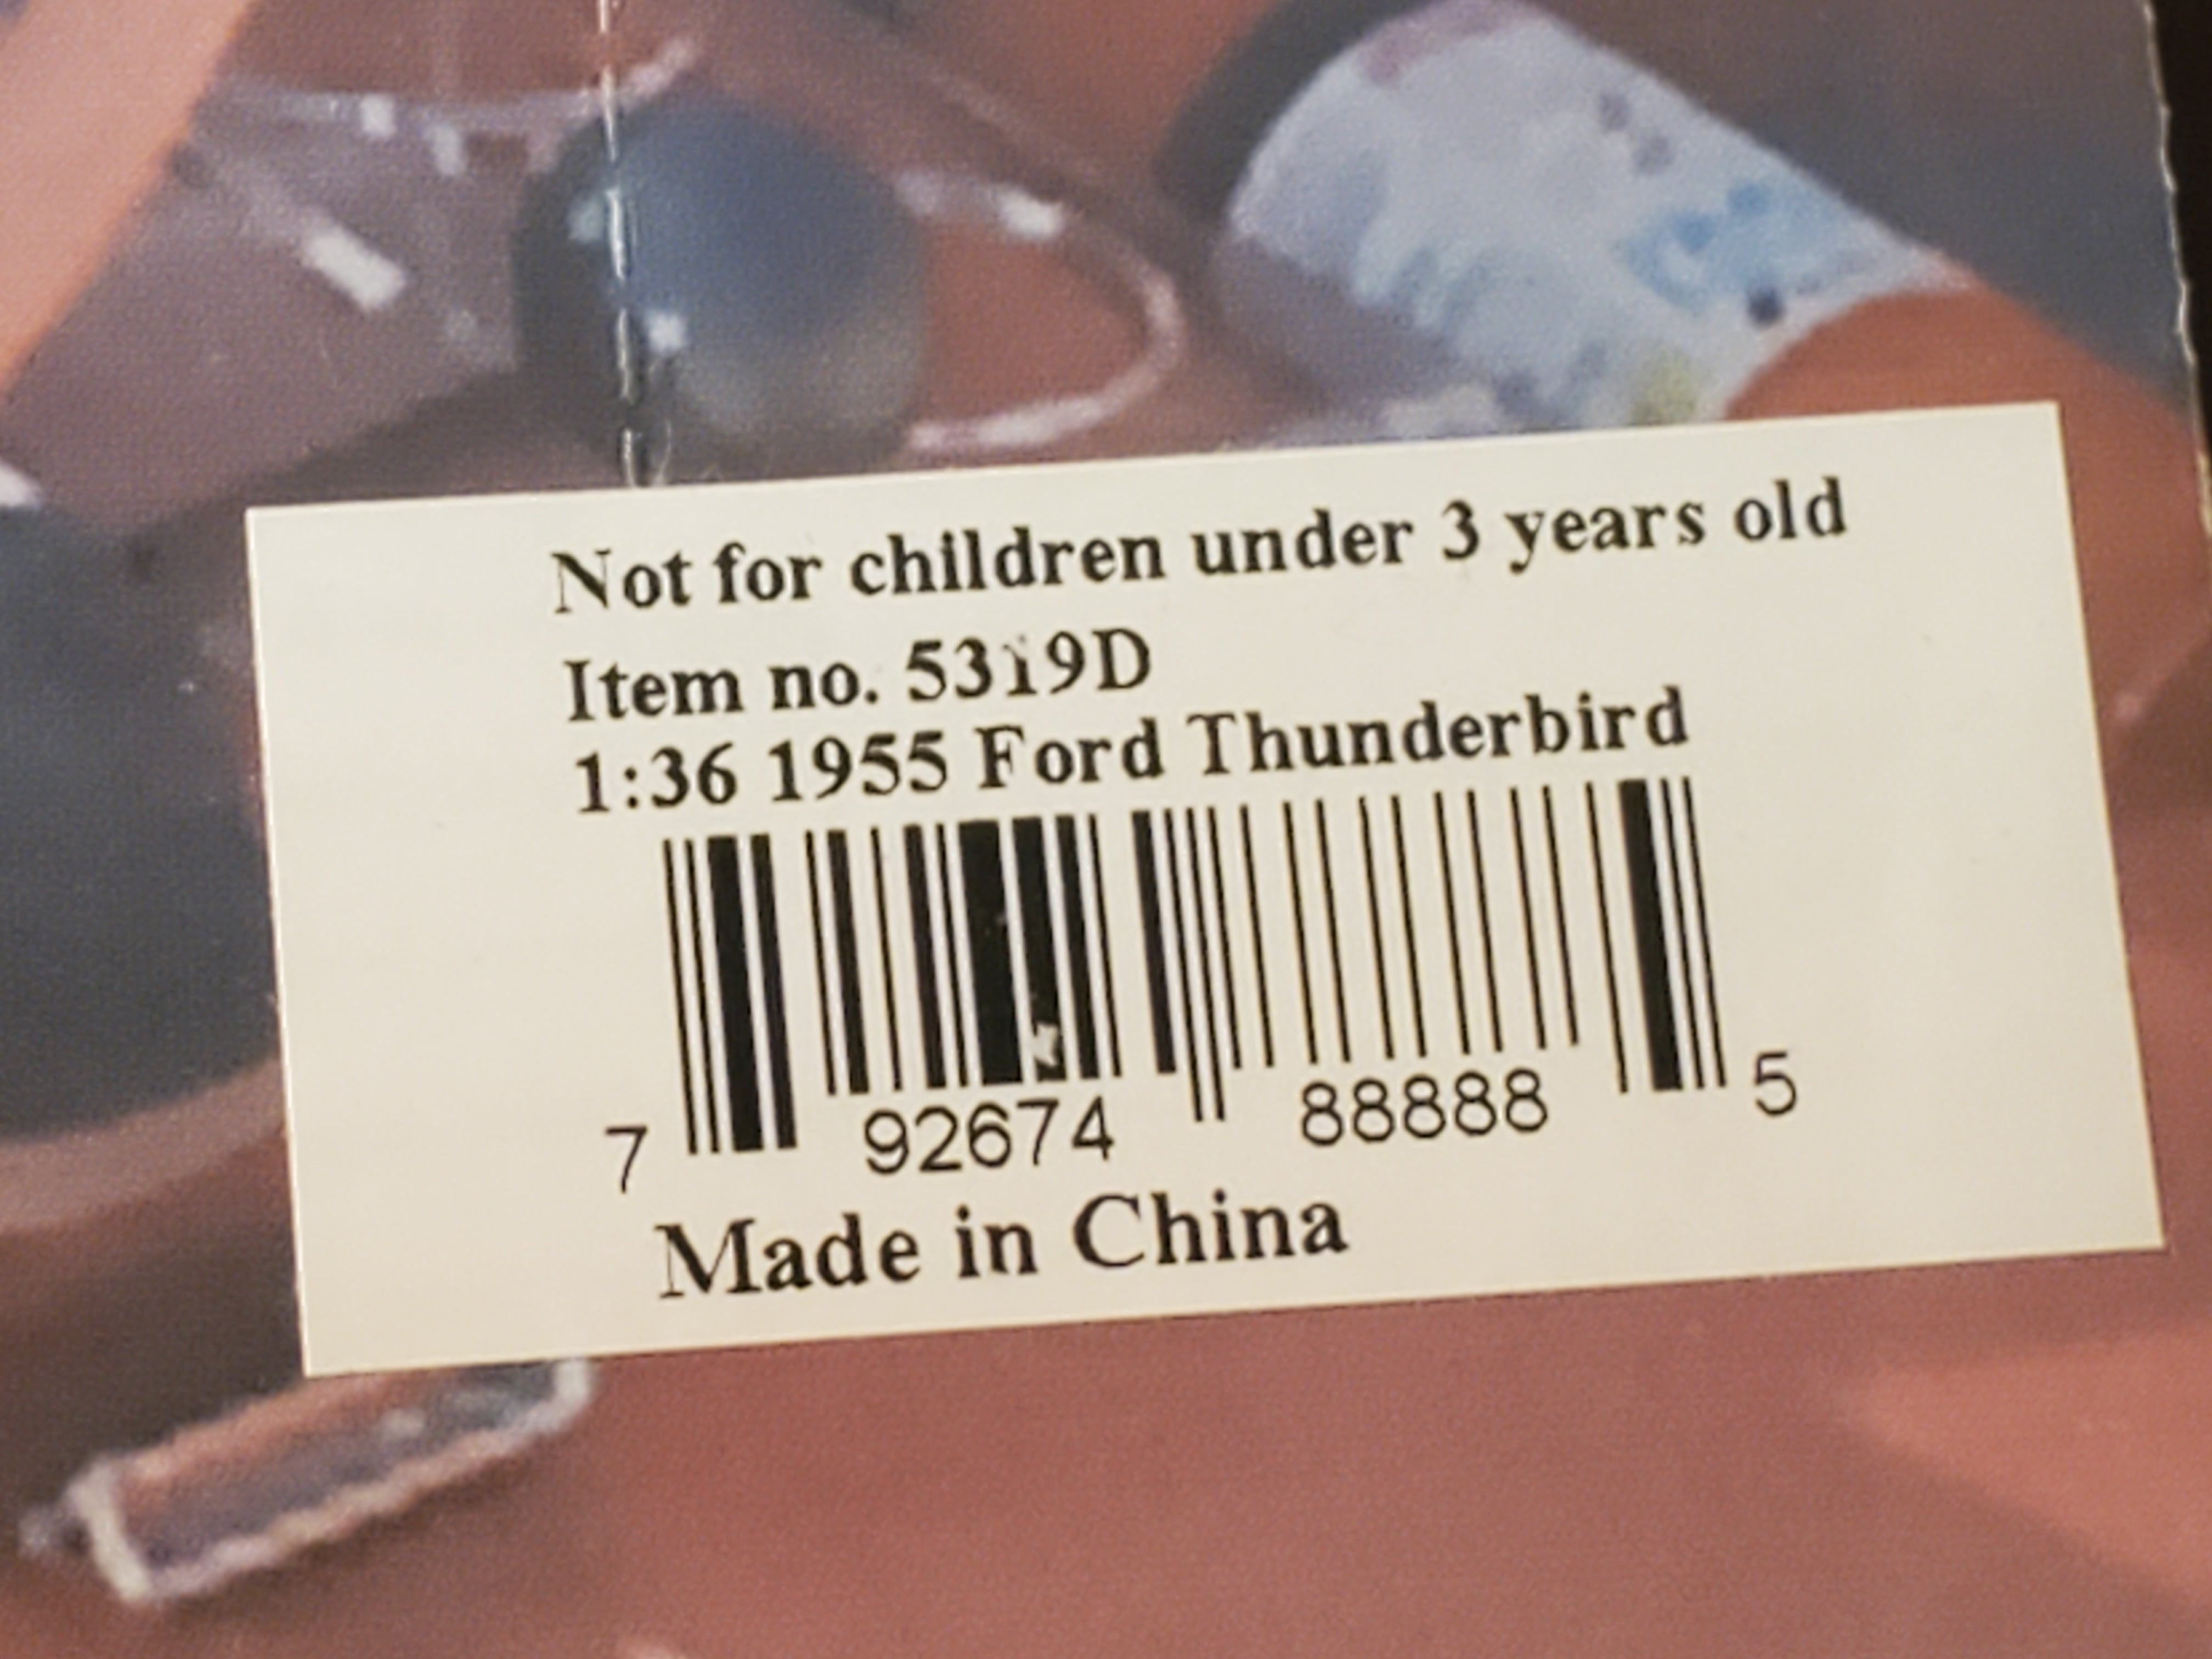 Not for children under 3 years old
Item no. 5319D
1:36 1955 Ford Thunderbird
7 92674 88888 5
Made in China